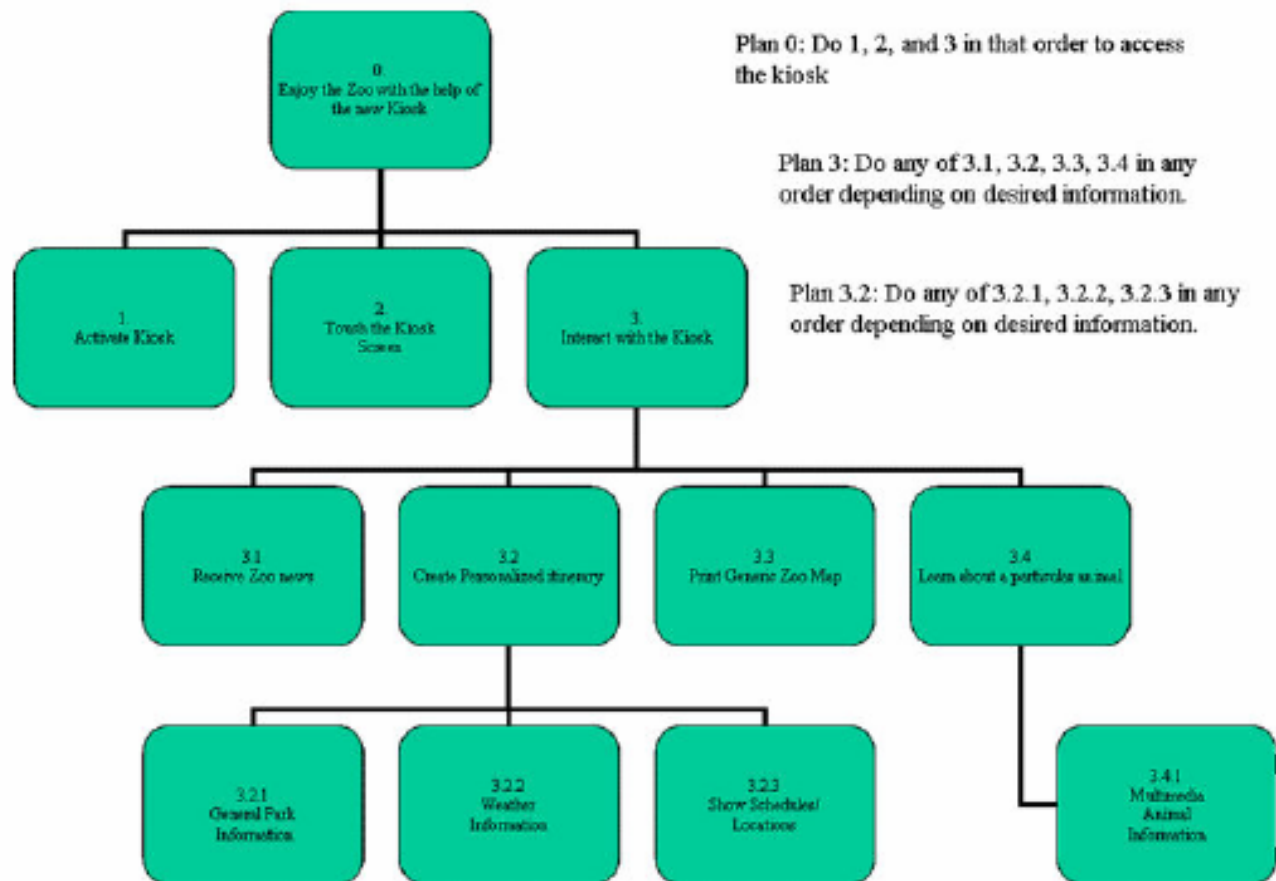 Plan 0: Do 1, 2, and 3 in that order to access
the kiosk
0
Enjoy the Zoo with the help of
the new Kiosk
Plan 3: Do any of 3.1, 3.2, 3.3, 3.4 in any
order depending on desired information.
Plan 3.2: Do any of 3.2.1, 3.2.2, 3.2.3 in any
order depending on desired information.
1.
Activate Kiosk
2.
Touch the Kiosk
Screen
3.
Interact with the Kiosk
3.1
Receive Zoo news
3.2
Create Personalized itinerary
3.3
Print Generic Zoo Map
3.4
Learn about a particular animal
3.2.1
General Park
Information
3.2.2
Weather
Information
3.2.3
Show Schedules/
Locations
3.4.1
Multimedia
Animal
Information